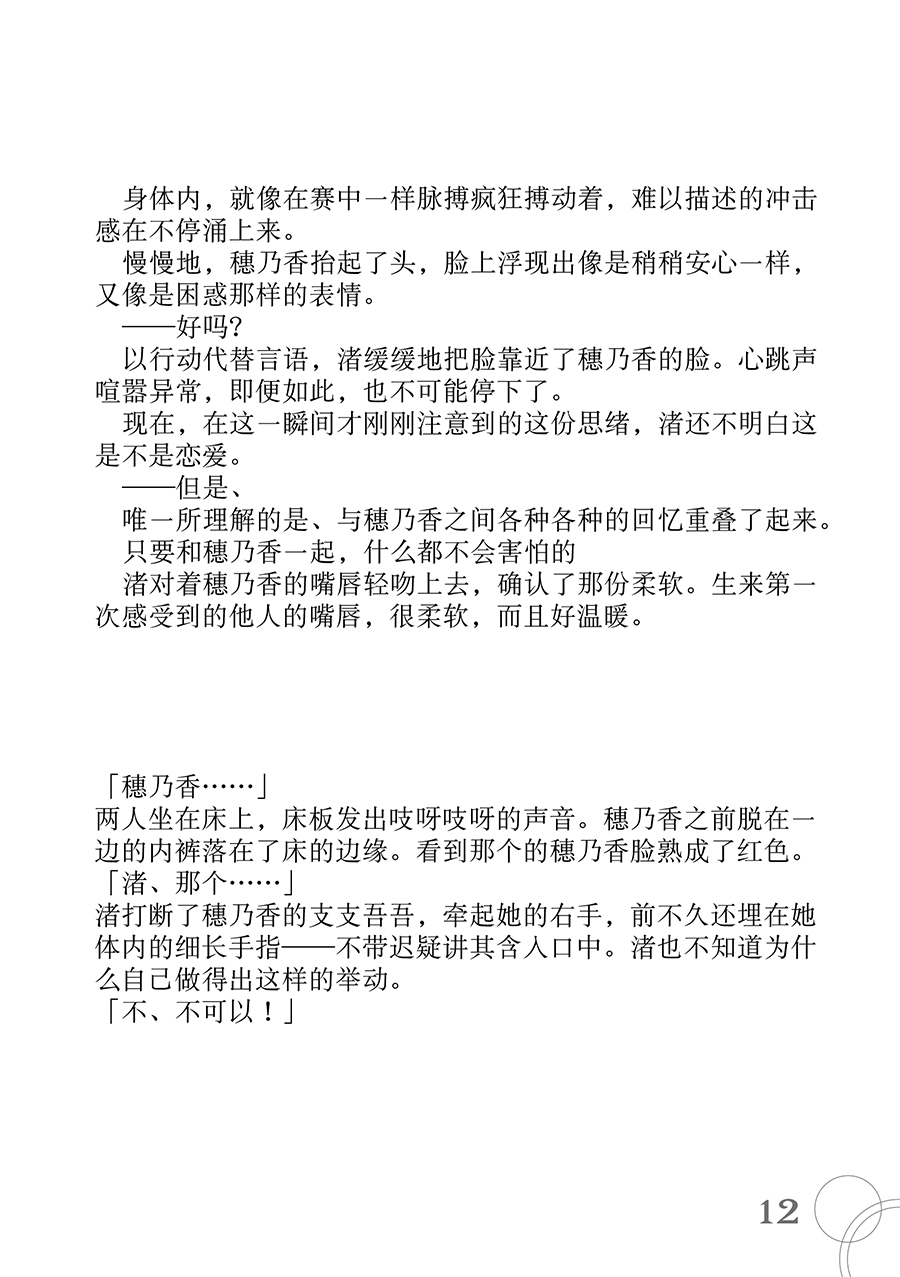 身体内，就像在赛中一样脉搏疯狂搏动着，难以描述的冲击
感在不停涌上来。
慢慢地，穗乃香抬起了头，脸上浮现出像是稍稍安心一样，
又像是困惑那样的表情。
——好吗？
以行动代替言语，渚缓缓地把脸靠近了穗乃香的脸。心跳声
喧嚣异常，即便如此，也不可能停下了。
现在，在这一瞬间才刚刚注意到的这份思绪，渚还不明白这
是不是恋爱。
——但是、
唯一所理解的是、与穗乃香之间各种各种的回忆重叠了起来。
只要和穗乃香一起，什么都不会害怕的
渚对着穗乃香的嘴唇轻吻上去，确认了那份柔软。生来第一
次感受到的他人的嘴唇，很柔软，而且好温暖。
「穗乃香……」
两人坐在床上，床板发出吱呀吱呀的声音。穗乃香之前脱在一
边的内裤落在了床的边缘。看到那个的穗乃香脸熟成了红色。
「渚、那个……」
渚打断了穗乃香的支支吾吾，牵起她的右手，前不久还埋在她
体内的细长手指——不带迟疑讲其含入口中。渚也不知道为什
么自己做得出这样的举动。
「不、不可以！」
12